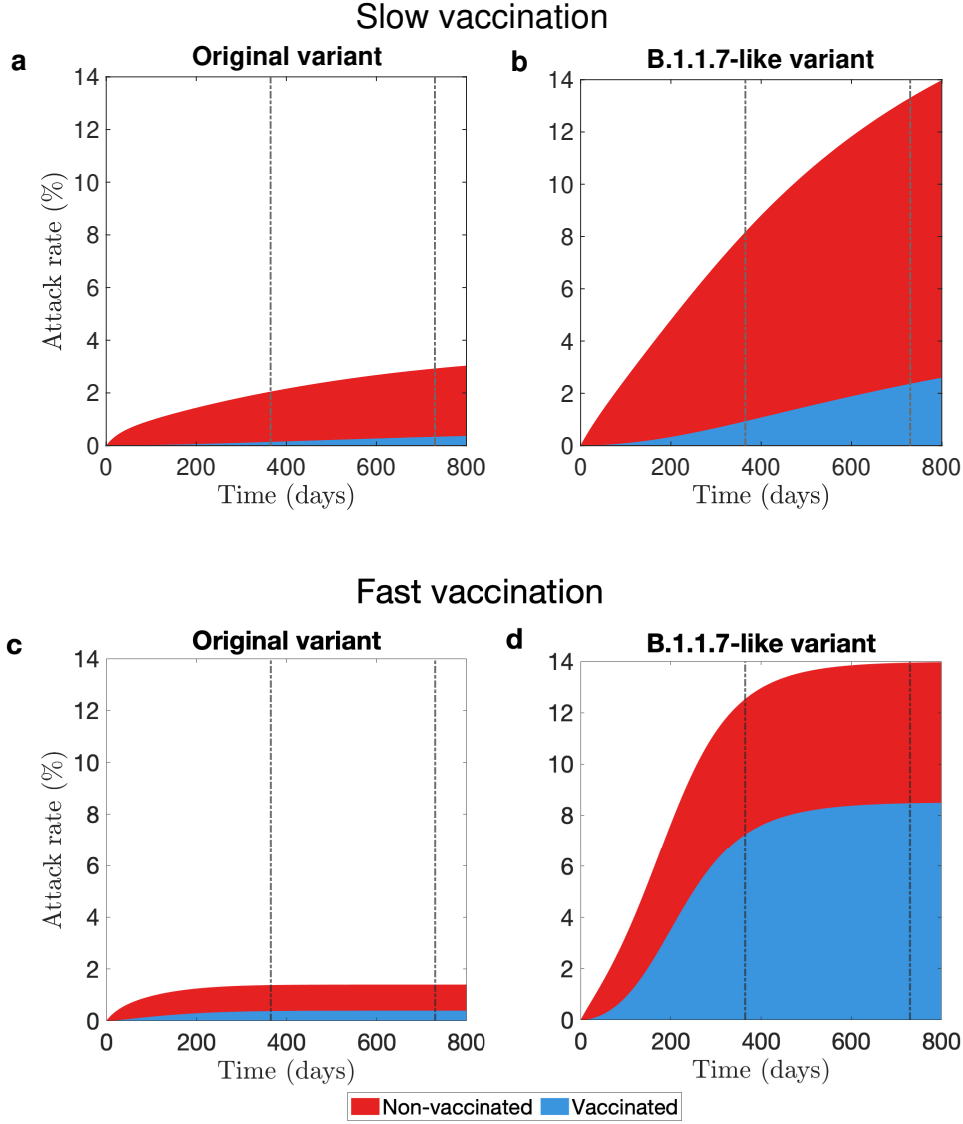 Slow vaccination
a
Original variant
14
12
10
8
6
4
2
0
Attack rate (%)
0 200 400 600 800
Time (days)
b
B.1.1.7-like variant
14
12
10
8
6
4
2
0
0 200 400 600 800
Time (days)
Fast vaccination
c
Original variant
14
12
10
8
6
4
2
0
Attack rate (%)
0 200 400 600 800
Time (days)
d
B.1.1.7-like variant
14
12
10
8
6
4
2
0
0 200 400 600 800
Time (days)
Non-vaccinated Vaccinated